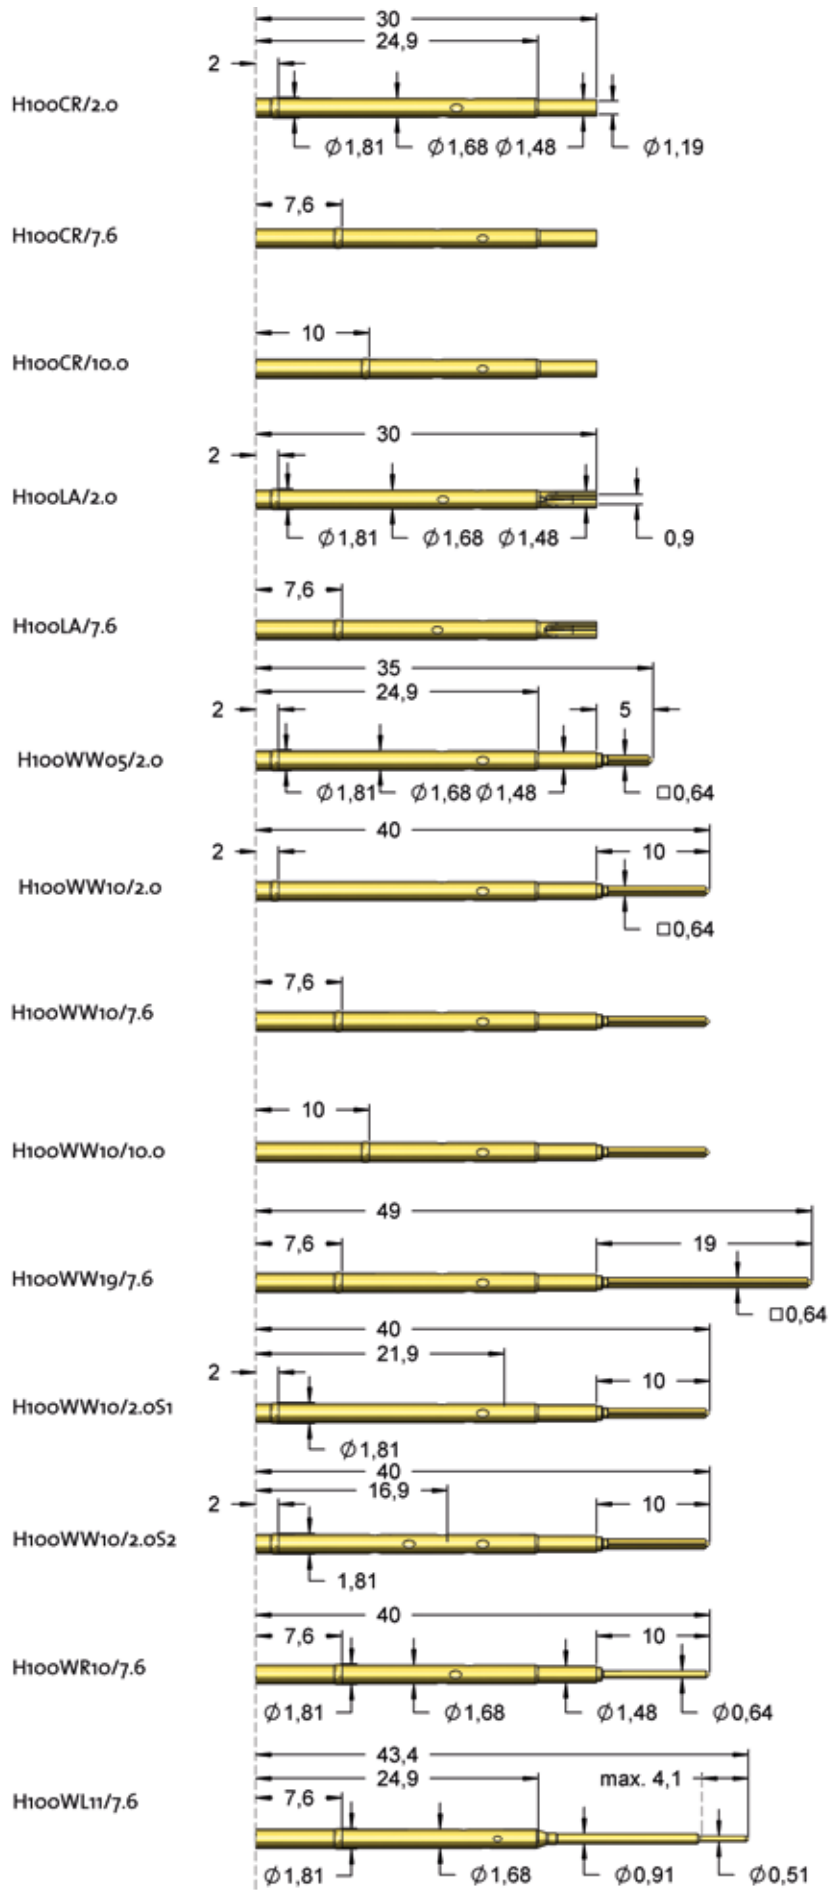 30
24,9
2
H100CR/2.0
Ø1,81 Ø1,68 Ø1,48 Ø1,19
7,6
H100CR/7.6
10
H100CR/10.0
30
2
H100LA/2.0
Ø1,81 Ø1,68 Ø1,48 0,9
7,6
H100LA/7.6
35
24,9
2 5
H100WW05/2.0
Ø1,81 Ø1,68 Ø1,48 □0,64
40
2 10
H100WW10/2.0
□0,64
7,6
H100WW10/7.6
10
H100WW10/10.0
49
7,6 19
H100WW19/7.6
□0,64
40
21,9
2 10
H100WW10/2.0S1
Ø1,81
40
16,9
2 10
H100WW10/2.0S2
1,81
40
7,6 10
H100WR10/7.6
Ø1,81 Ø1,68 Ø1,48 Ø0,64
43,4
24,9 max. 4,1
7,6
H100WL11/7.6
Ø1,81 Ø1,68 Ø0,91 Ø0,51